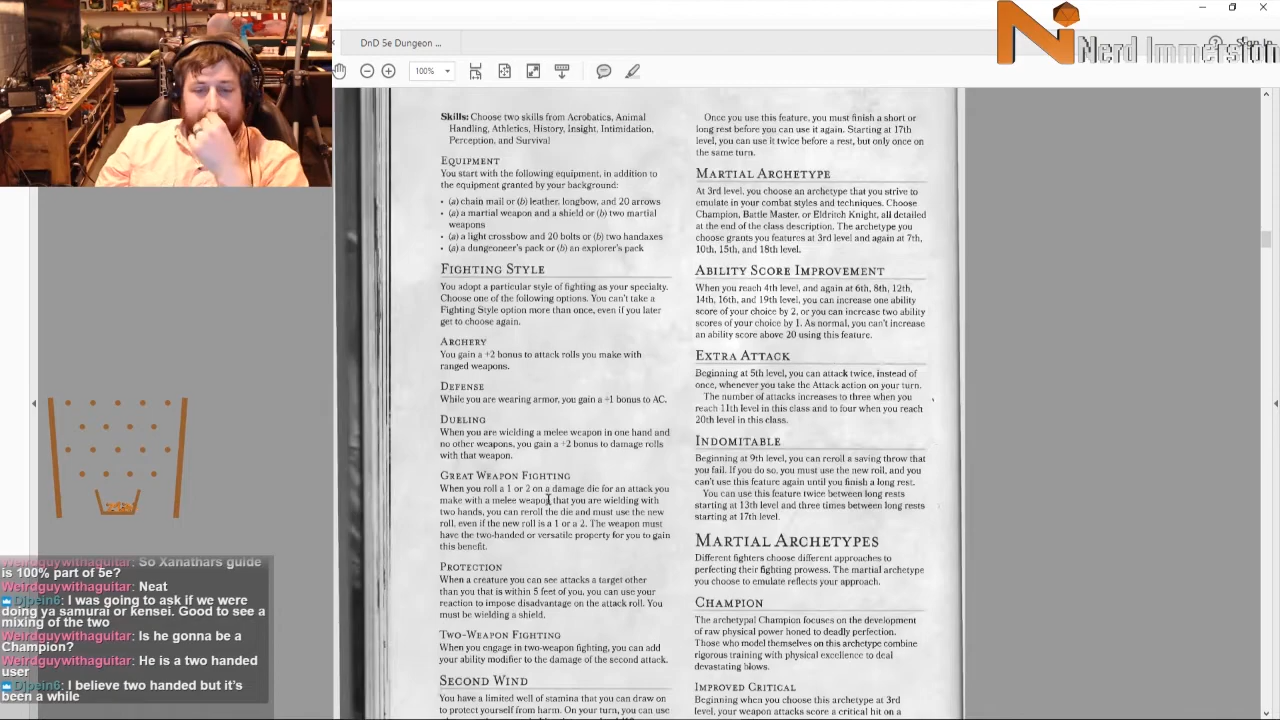 DnD 5e Dungeon ...
Nerd Immersion
100%
Skills: Choose two skills from Acrobatics, Animal
Handling, Athletics, History, Insight, Intimidation,
Perception, and Survival
EQUIPMENT
You start with the following equipment, in addition to
the equipment granted by your background:
• (a) chain mail or (b) leather, longbow, and 20 arrows
• (a) a martial weapon and a shield or (b) two martial
weapons
• (a) a light crossbow and 20 bolts or (b) two handaxes
• (a) a dungeoneer's pack or (b) an explorer's pack
FIGHTING STYLE
You adopt a particular style of fighting as your specialty.
Choose one of the following options. You can't take a
Fighting Style option more than once, even if you later
get to choose again.
ARCHERY
You gain a +2 bonus to attack rolls you make with
ranged weapons.
DEFENSE
While you are wearing armor, you gain a +1 bonus to AC.
DUELING
When you are wielding a melee weapon in one hand and
no other weapons, you gain a +2 bonus to damage rolls
with that weapon.
GREAT WEAPON FIGHTING
When you roll a 1 or 2 on a damage die for an attack you
make with a melee weapon that you are wielding with
two hands, you can reroll the die and must use the new
roll, even if the new roll is a 1 or a 2. The weapon must
have the two-handed or versatile property for you to gain
this benefit.
PROTECTION
When a creature you can see attacks a target other
than you that is within 5 feet of you, you can use your
reaction to impose disadvantage on the attack roll. You
must be wielding a shield.
TWO-WEAPON FIGHTING
When you engage in two-weapon fighting, you can add
your ability modifier to the damage of the second attack.
SECOND WIND
You have a limited well of stamina that you can draw on
to protect yourself from harm. On your turn, you can use
Once you use this feature, you must finish a short or
long rest before you can use it again. Starting at 17th
level, you can use it twice before a rest, but only once on
the same turn.
MARTIAL ARCHETYPE
At 3rd level, you choose an archetype that you strive to
emulate in your combat styles and techniques. Choose
Champion, Battle Master, or Eldritch Knight, all detailed
at the end of the class description. The archetype you
choose grants you features at 3rd level and again at 7th,
10th, 15th, and 18th level.
ABILITY SCORE IMPROVEMENT
When you reach 4th level, and again at 6th, 8th, 12th,
14th, 16th, and 19th level, you can increase one ability
score of your choice by 2, or you can increase two ability
scores of your choice by 1. As normal, you can't increase
an ability score above 20 using this feature.
EXTRA ATTACK
Beginning at 5th level, you can attack twice, instead of
once, whenever you take the Attack action on your turn.
The number of attacks increases to three when you
reach 11th level in this class and to four when you reach
20th level in this class.
INDOMITABLE
Beginning at 9th level, you can reroll a saving throw that
you fail. If you do so, you must use the new roll, and you
can't use this feature again until you finish a long rest.
You can use this feature twice between long rests
starting at 13th level and three times between long rests
starting at 17th level.
MARTIAL ARCHETYPES
Different fighters choose different approaches to
perfecting their fighting prowess. The martial archetype
you choose to emulate reflects your approach.
CHAMPION
The archetypal Champion focuses on the development
of raw physical power honed to deadly perfection.
Those who model themselves on this archetype combine
rigorous training with physical excellence to deal
devastating blows.
IMPROVED CRITICAL
Beginning when you choose this archetype at 3rd
level, your weapon attacks score a critical hit on a
Weirdguywithaguitar: So Xanathars guide
is 100% part of 5e?
Weirdguywithaguitar: Neat
Djpein6: I was going to ask if we were
doing ya samurai or kensei. Good to see a
mixing of the two
Weirdguywithaguitar: Is he gonna be a
Champion?
Weirdguywithaguitar: He is a two handed
user
Djpein6: I believe two handed but it's
been a while